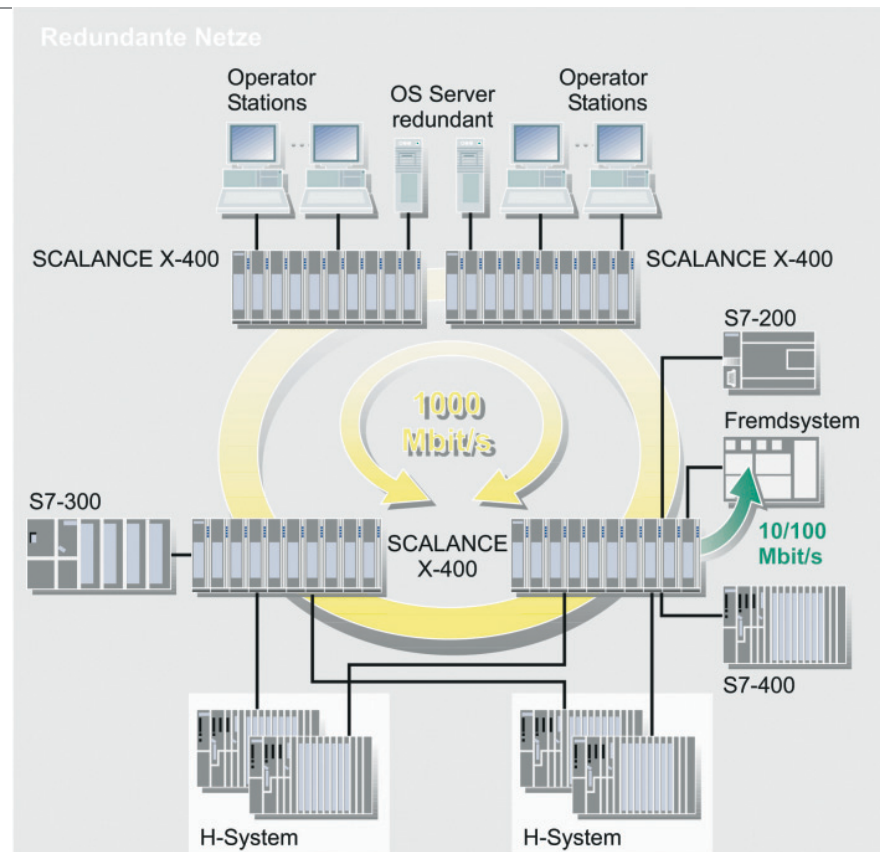 Redundante Netze
Operator
Stations
OS Server
redundant
Operator
Stations
SCALANCE X-400
SCALANCE X-400
S7-200
1000
Mbit/s
Fremdsystem
S7-300
SCALANCE
X-400
10/100
Mbit/s
S7-400
H-System
H-System